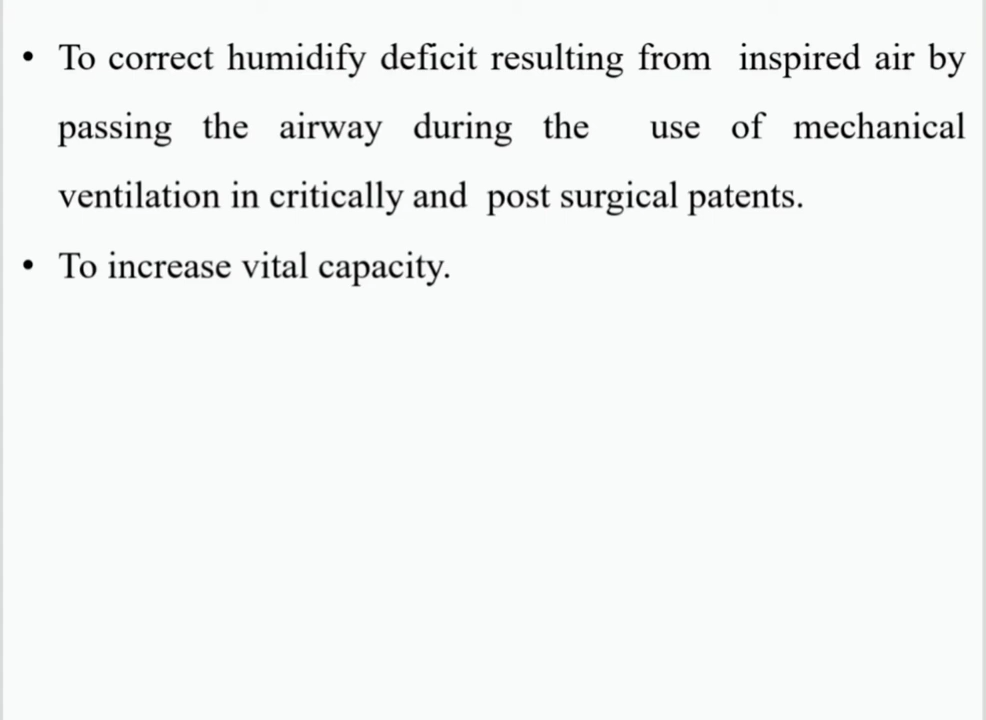 • To correct humidify deficit resulting from inspired air by
passing the airway during the use of mechanical
ventilation in critically and post surgical patents.
• To increase vital capacity.